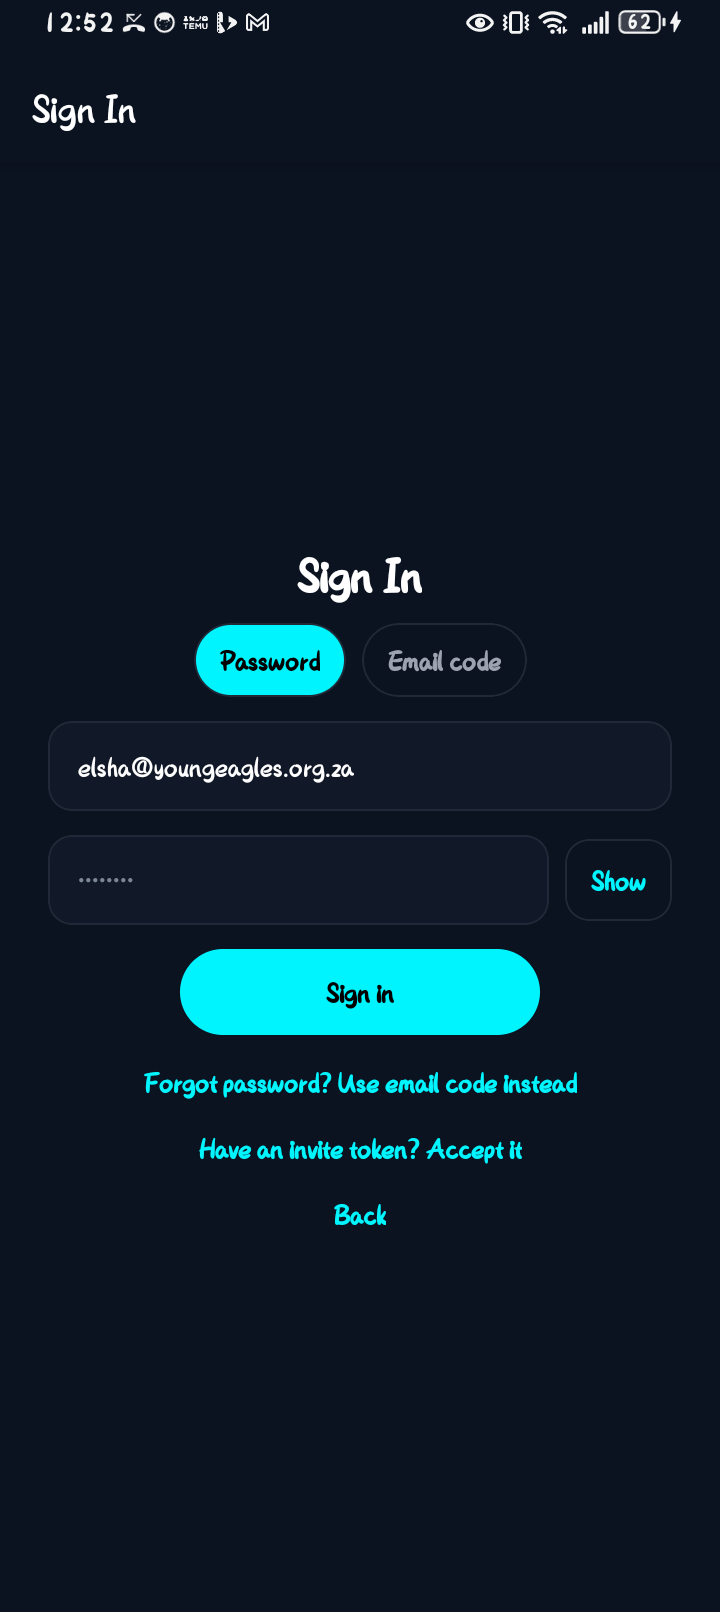 12:52
TEMU
62
Sign In
Sign In
Password
Email code
elsha@youngeagles.org.za
••••••••
Show
Sign in
Forgot password? Use email code instead
Have an invite token? Accept it
Back